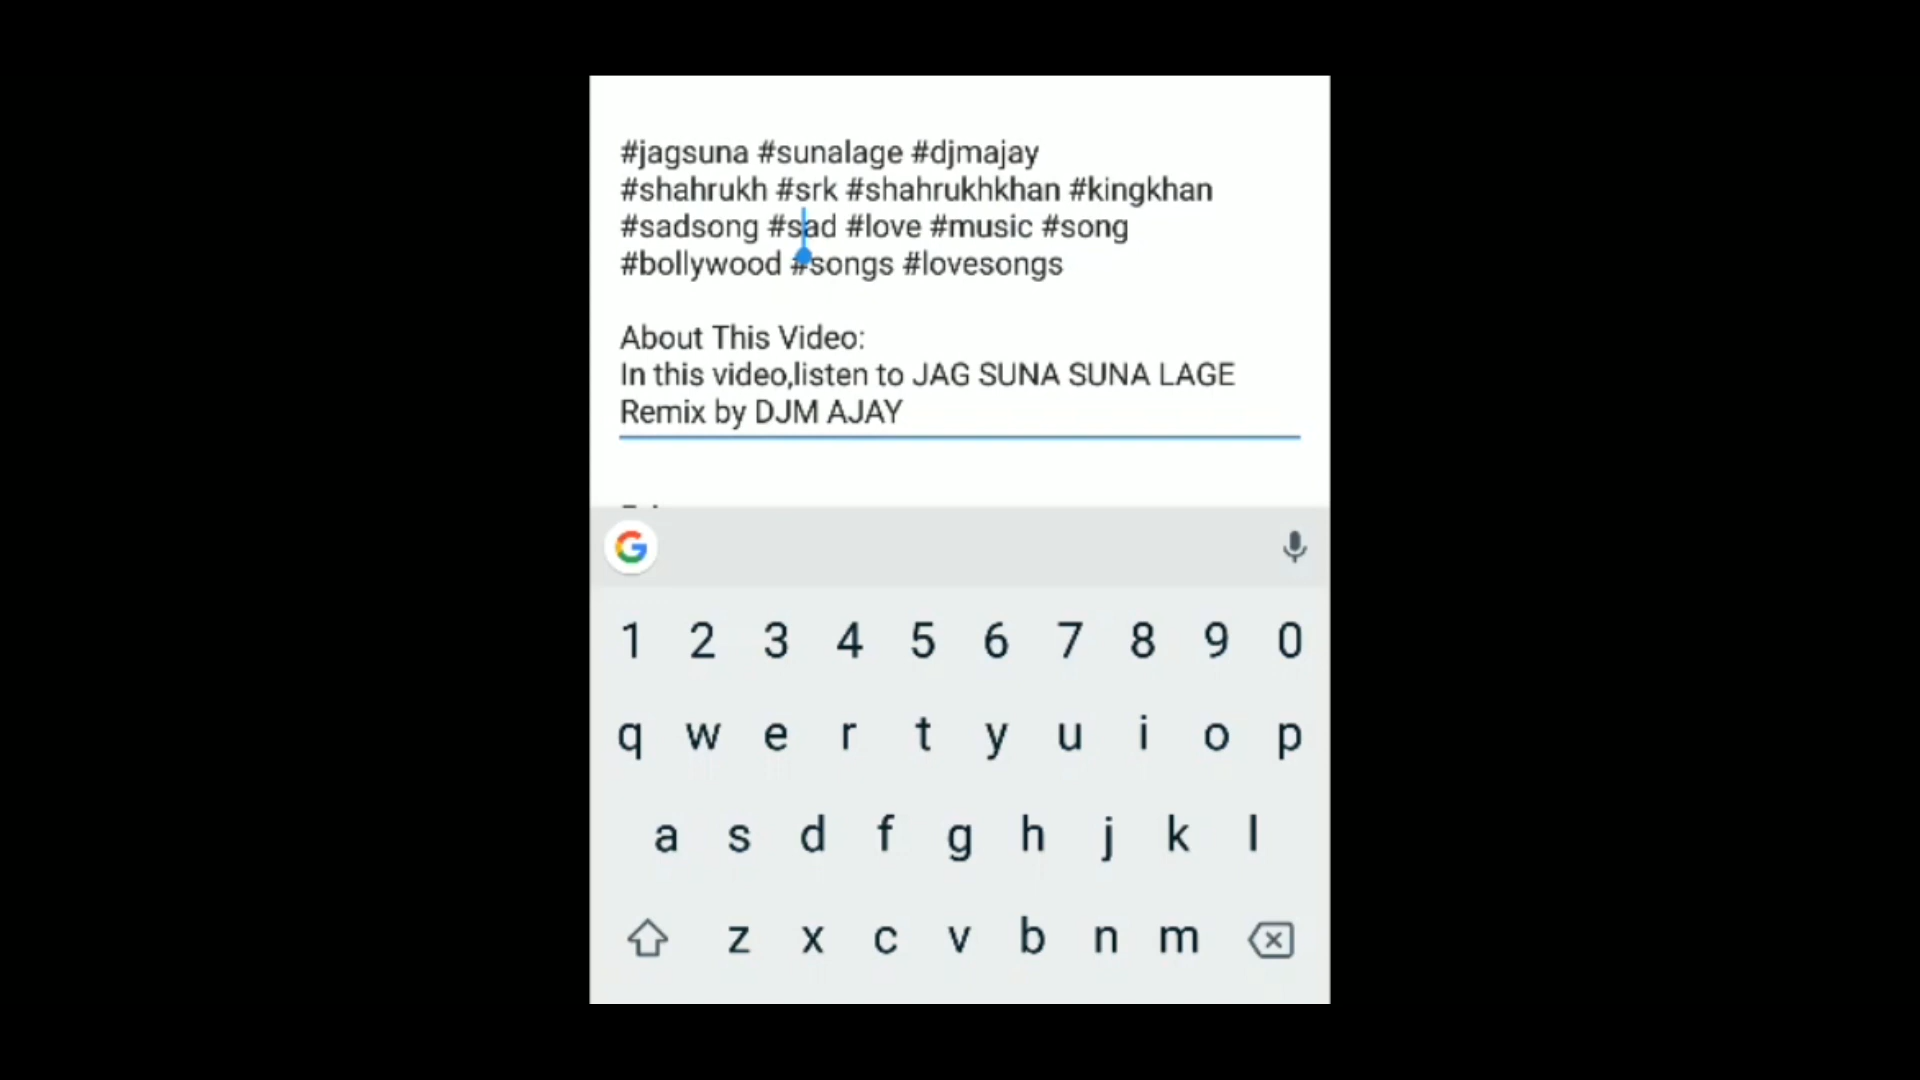 #jagsuna #sunalage #djmajay
#shahrukh #srk #shahrukhkhan #kingkhan
#sadsong #sad #love #music #song
#bollywood #songs #lovesongs
About This Video:
In this video,listen to JAG SUNA SUNA LAGE
Remix by DJM AJAY
G
1 2 3 4 5 6 7 8 9 0
q w e r t y u i o p
a s d f g h j k l
z x c v b n m